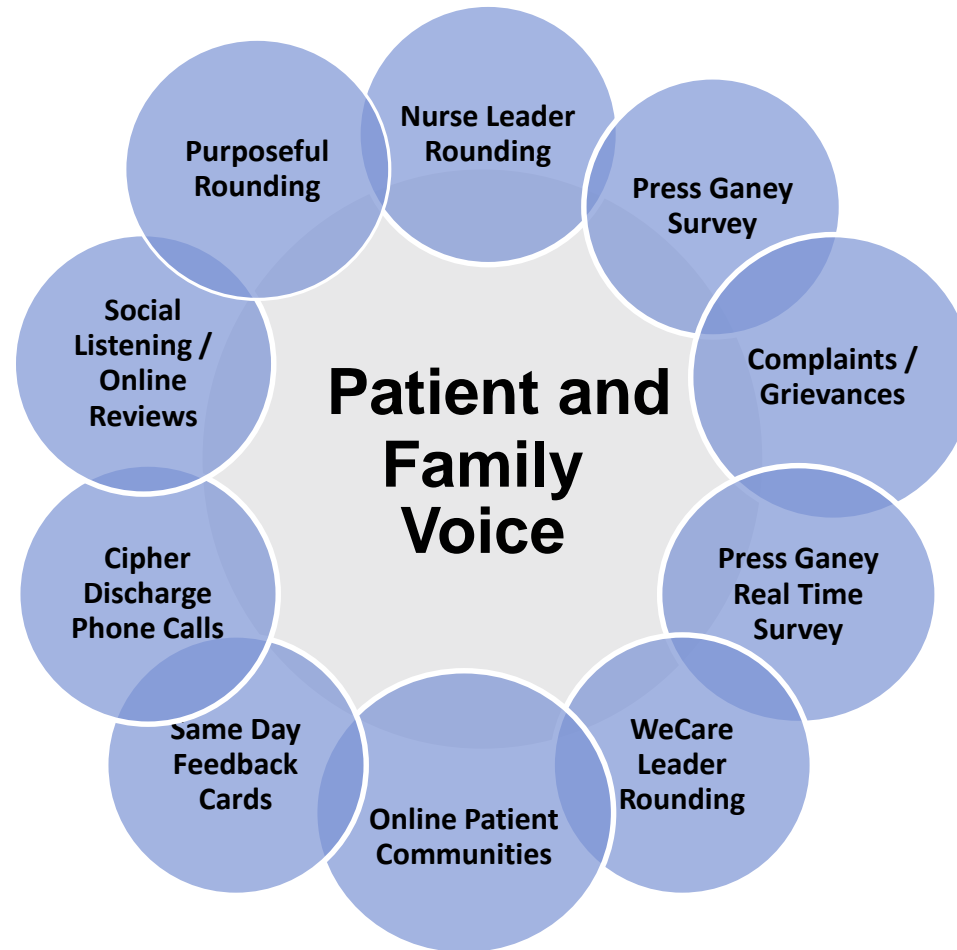 Nurse Leader
Rounding
Press Ganey
Survey
Complaints /
Grievances
Press Ganey
Real Time
Survey
WeCare
Leader
Rounding
Online Patient
Communities
Same Day
Feedback
Cards
Cipher
Discharge
Phone Calls
Social
Listening /
Online
Reviews
Purposeful
Rounding
Patient and
Family
Voice